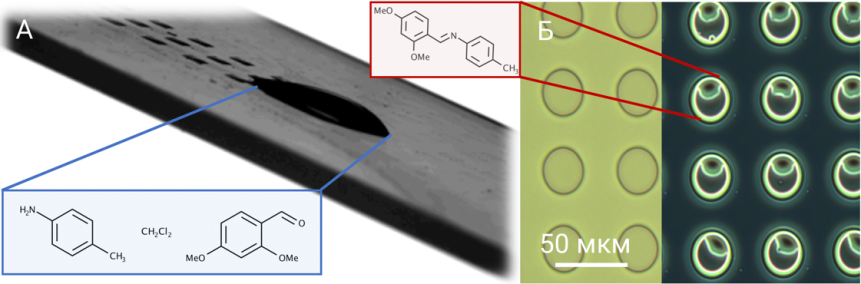 А
H₂N
CH₃
CH₂Cl₂
MeO
OMe
O
MeO
OMe
N
CH₃
Б
50 мкм